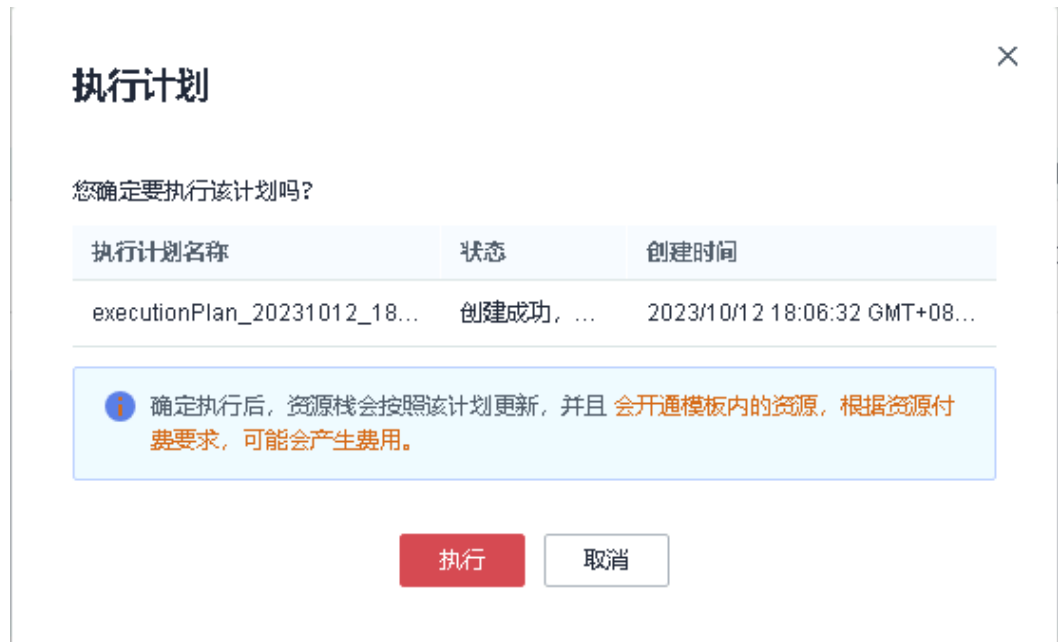 执行计划
您确定要执行该计划吗?
执行计划名称 状态 创建时间
executionPlan_20231012_18... 创建成功, ... 2023/10/12 18:06:32 GMT+08...
确定执行后, 资源栈会按照该计划更新, 并且 会开通模板内的资源, 根据资源付
费要求, 可能会产生费用。
执行 取消